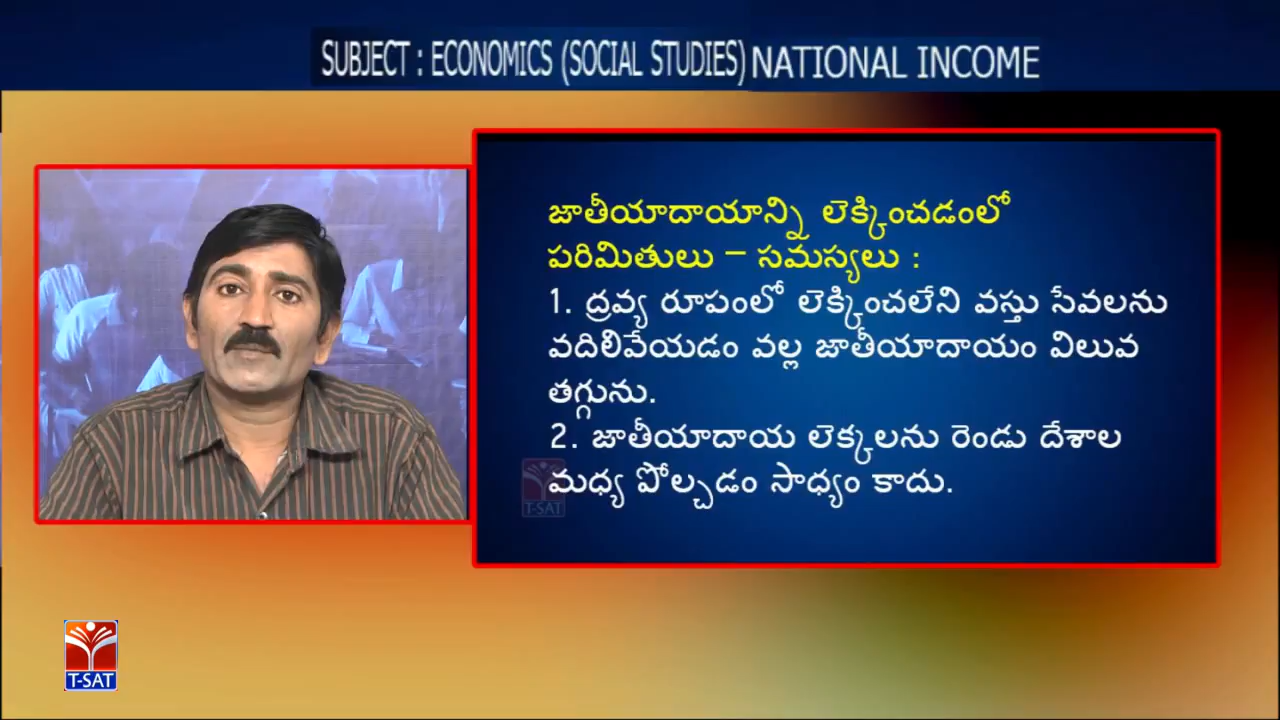 SUBJECT : ECONOMICS (SOCIAL STUDIES) NATIONAL INCOME
జాతీయాదాయాన్ని లెక్కించడంలో
పరిమితులు – సమస్యలు :
1. ద్రవ్య రూపంలో లెక్కించలేని వస్తు సేవలను
వదిలివేయడం వల్ల జాతీయాదాయం విలువ
తగ్గును.
2. జాతీయాదాయ లెక్కలను రెండు దేశాల
మధ్య పోల్చడం సాధ్యం కాదు.
T-SAT
T-SAT